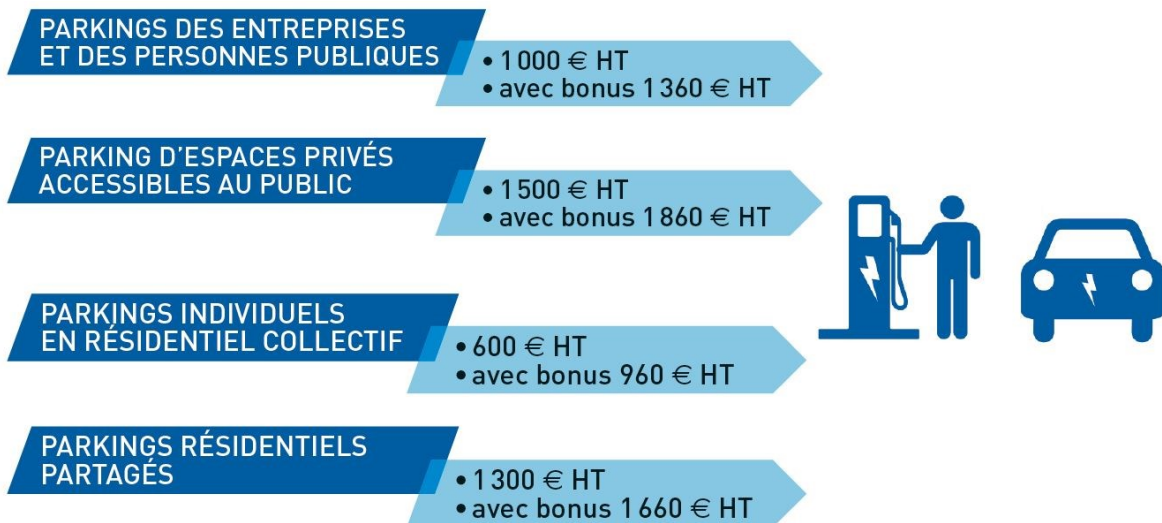 PARKINGS DES ENTREPRISES
ET DES PERSONNES PUBLIQUES
• 1 000 € HT
• avec bonus 1 360 € HT
PARKING D'ESPACES PRIVÉS
ACCESSIBLES AU PUBLIC
• 1 500 € HT
• avec bonus 1 860 € HT
PARKINGS INDIVIDUELS
EN RÉSIDENTIEL COLLECTIF
• 600 € HT
• avec bonus 960 € HT
PARKINGS RÉSIDENTIELS
PARTAGÉS
• 1 300 € HT
• avec bonus 1 660 € HT